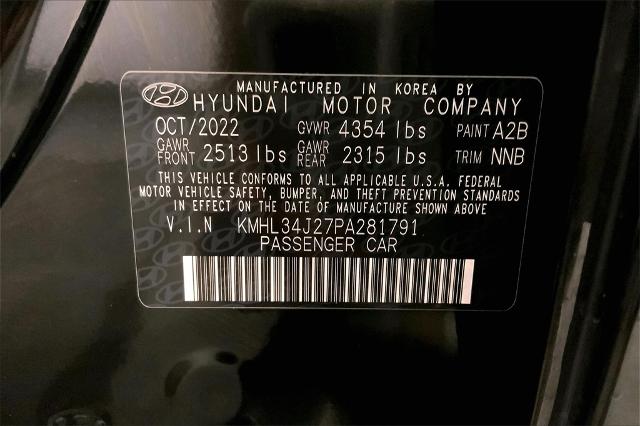 MANUFACTURED IN KOREA BY
HYUNDAI MOTOR COMPANY
OCT/2022 GVWR 4354 lbs PAINT A2B
GAWR FRONT 2513 lbs GAWR REAR 2315 lbs TRIM NNB
THIS VEHICLE CONFORMS TO ALL APPLICABLE U.S.A. FEDERAL
MOTOR VEHICLE SAFETY, BUMPER, AND THEFT PREVENTION STANDARDS
IN EFFECT ON THE DATE OF MANUFACTURE SHOWN ABOVE
V.I.N KMHL34J27PA281791
PASSENGER CAR